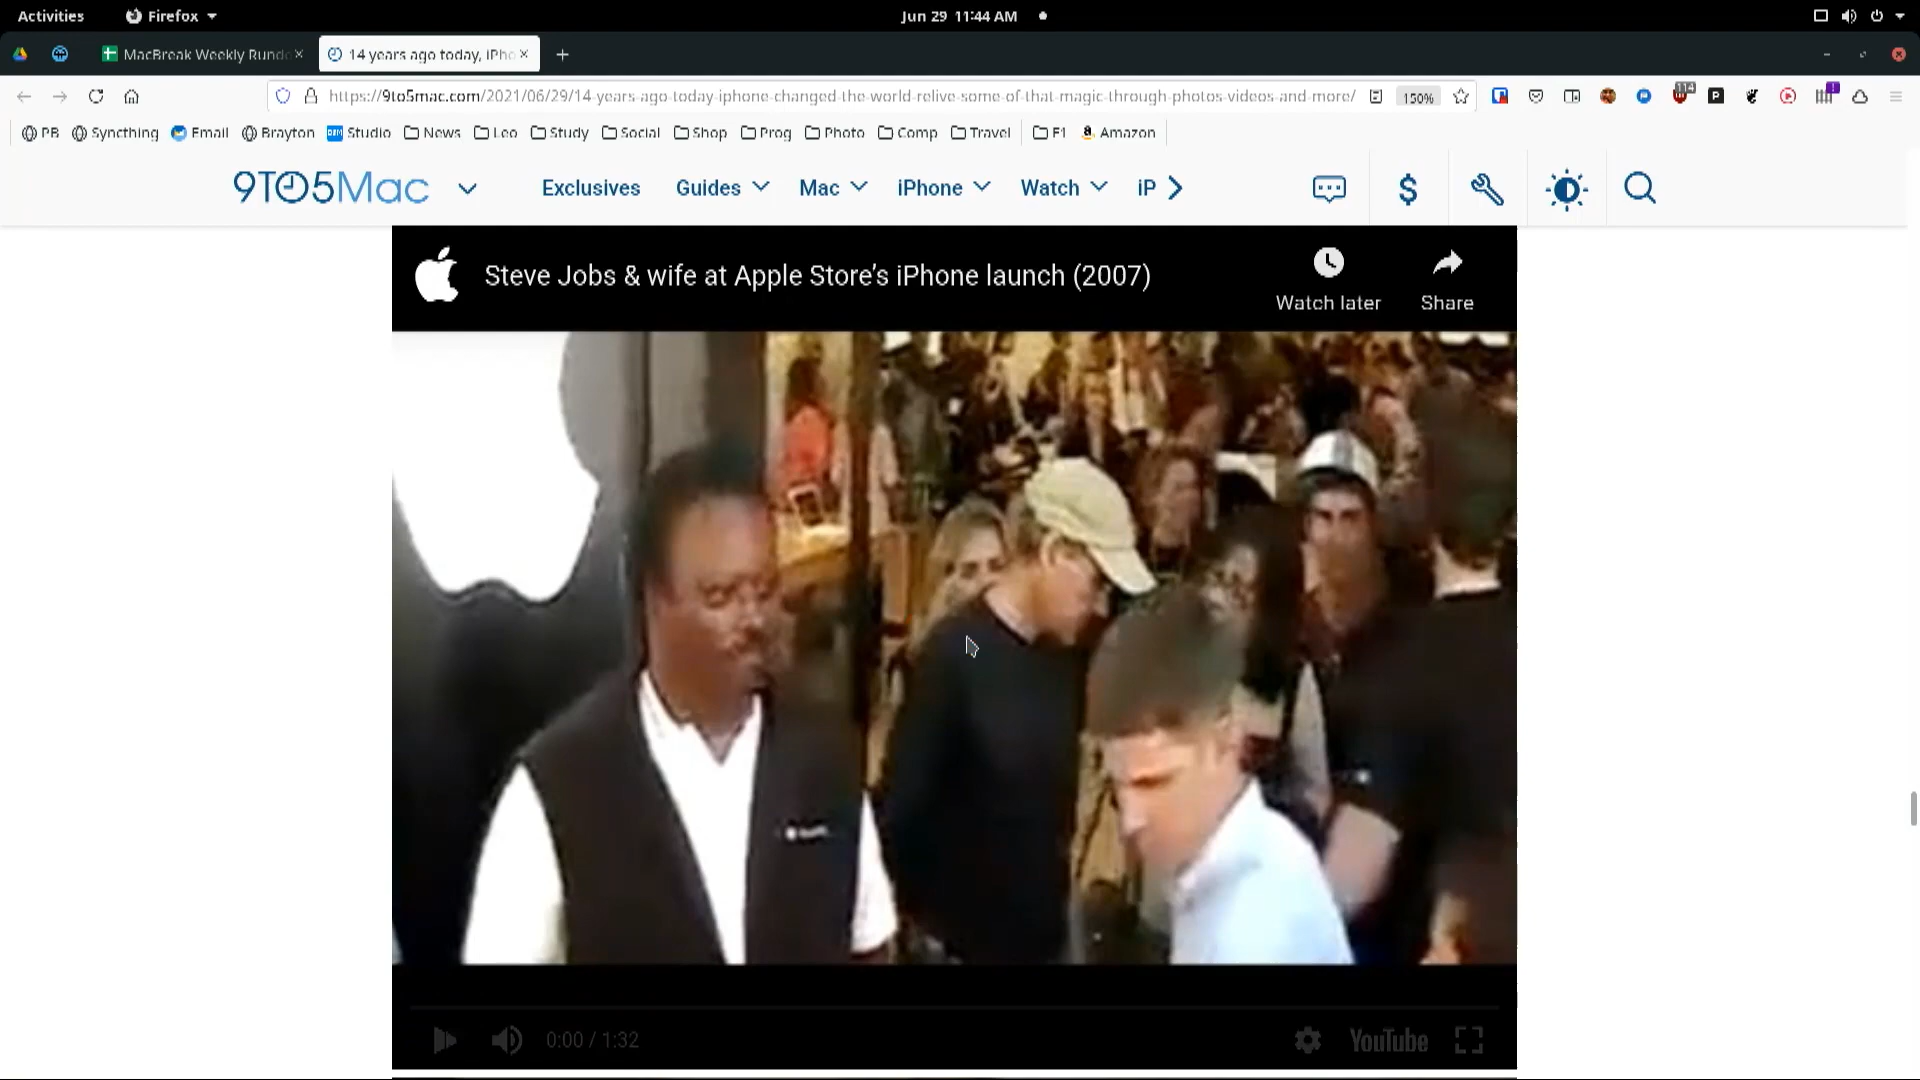 Activities Firefox Jun 29 11:44 AM
MacBreak Weekly Rund 14 years ago today, iPho
https://9to5mac.com/2021/06/29/14-years-ago-today-iphone-changed-the-world-relive-some-of-that-magic-through-photos-videos-and-more/ 150% 114 P 1
PB Syncthing Email Brayton Studio News Leo Study Social Shop Prog Photo Comp Travel F1 Amazon
9TO5Mac Exclusives Guides Mac iPhone Watch iP $
Steve Jobs & wife at Apple Store's iPhone launch (2007) Watch later Share
0:00 / 1:32 YouTube